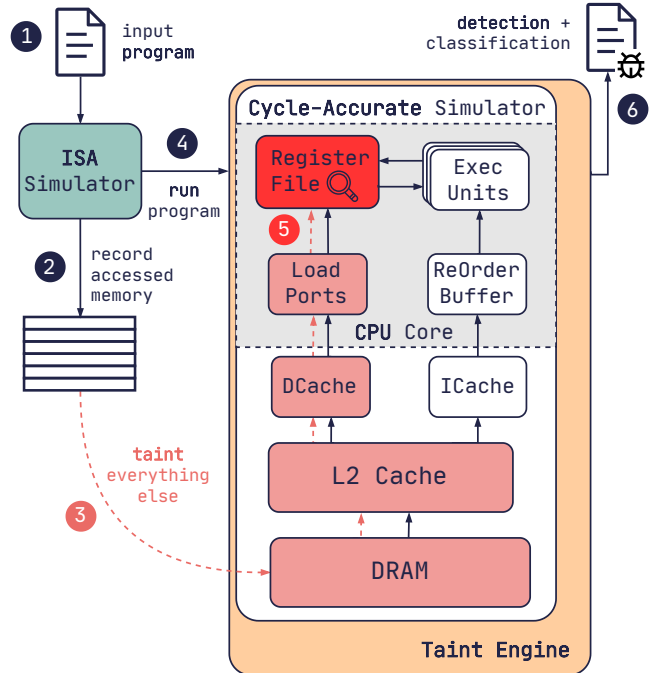 1
input
program
ISA
Simulator
2
record
accessed
memory
taint
everything
else
3
4
run
program
Cycle-Accurate Simulator
Register
File
Exec
Units
5
Load
Ports
ReOrder
Buffer
CPU Core
DCache
ICache
L2 Cache
DRAM
Taint Engine
detection +
classification
6